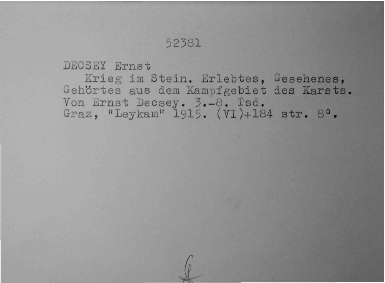 52381
DECSEY Ernst
Krieg im Stein. Erlebtes, Gesehenes,
Gehörtes aus dem Kampfgebiet des Karsts.
Von Ernst Decsey. 3.-8. Tsd.
Graz, "Leykam" 1915. (VI)+184 str. 8°.